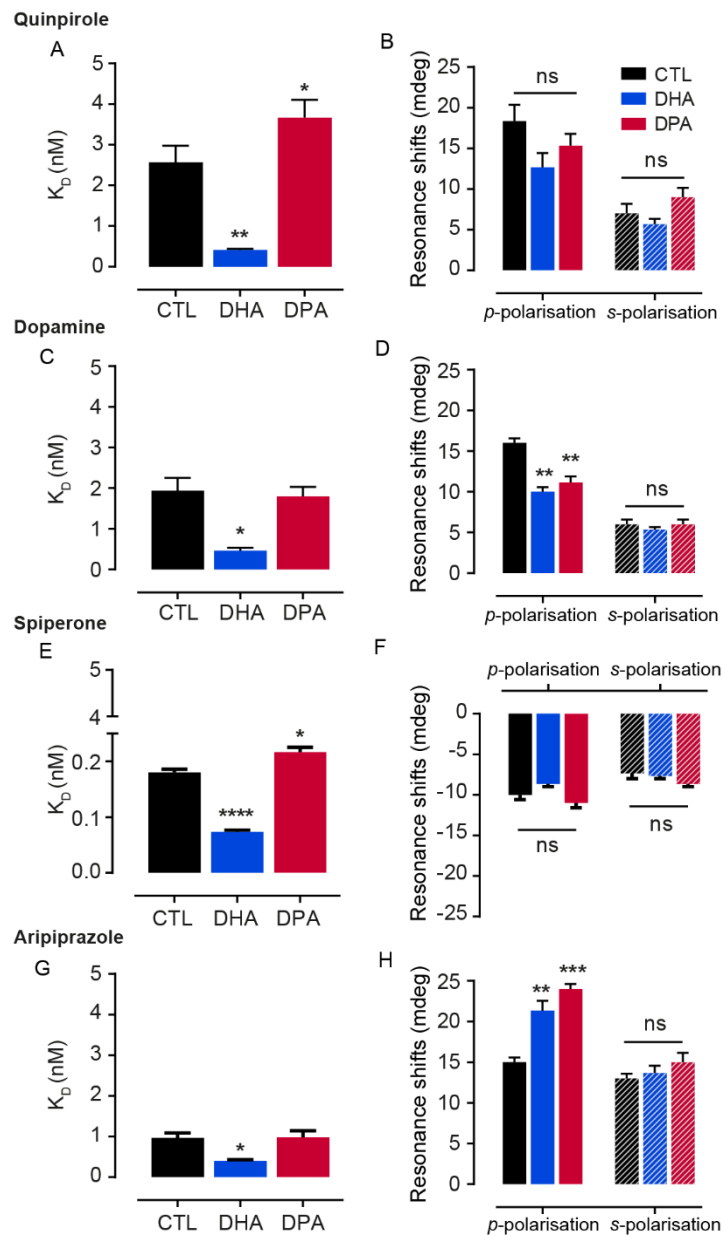 Quinpirole
A
5
4
3
2
1
0
K_D (nM)
*
**
CTL DHA DPA
B
25
20
15
10
5
0
Resonance shifts (mdeg)
ns
ns
CTL
DHA
DPA
p-polarisation s-polarisation
Dopamine
C
5
4
3
2
1
0
K_D (nM)
*
CTL DHA DPA
D
25
20
15
10
5
0
Resonance shifts (mdeg)
** **
ns
p-polarisation s-polarisation
Spiperone
E
5
4
0.2
0.1
0.0
K_D (nM)
****
*
CTL DHA DPA
F
p-polarisation s-polarisation
0
-5
-10
-15
-20
-25
Resonance shifts (mdeg)
ns
ns
Aripiprazole
G
5
4
3
2
1
0
K_D (nM)
*
CTL DHA DPA
H
25
20
15
10
5
0
Resonance shifts (mdeg)
** ***
ns
p-polarisation s-polarisation